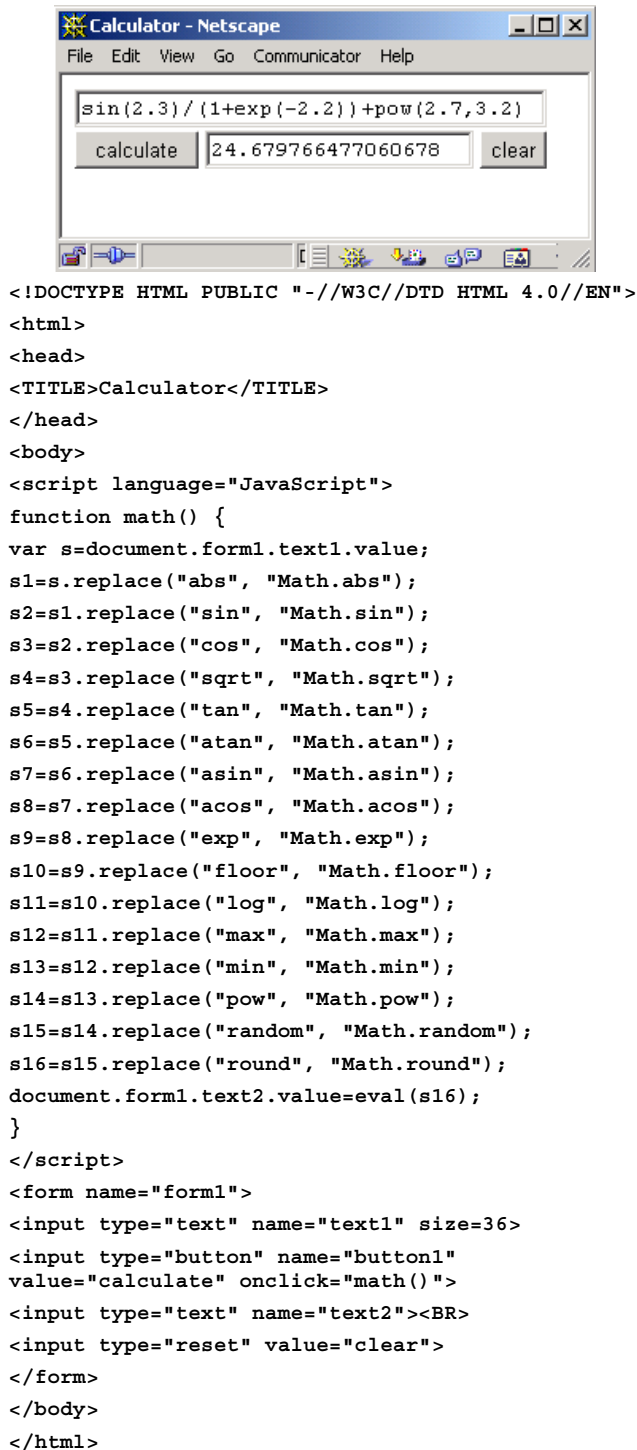 Calculator - Netscape
File Edit View Go Communicator Help
sin(2.3)/(1+exp(-2.2))+pow(2.7,3.2)
calculate 24.679766477060678 clear
<!DOCTYPE HTML PUBLIC "-//W3C//DTD HTML 4.0//EN">
<html>
<head>
<TITLE>Calculator</TITLE>
</head>
<body>
<script language="JavaScript">
function math() {
var s=document.form1.text1.value;
s1=s.replace("abs", "Math.abs");
s2=s1.replace("sin", "Math.sin");
s3=s2.replace("cos", "Math.cos");
s4=s3.replace("sqrt", "Math.sqrt");
s5=s4.replace("tan", "Math.tan");
s6=s5.replace("atan", "Math.atan");
s7=s6.replace("asin", "Math.asin");
s8=s7.replace("acos", "Math.acos");
s9=s8.replace("exp", "Math.exp");
s10=s9.replace("floor", "Math.floor");
s11=s10.replace("log", "Math.log");
s12=s11.replace("max", "Math.max");
s13=s12.replace("min", "Math.min");
s14=s13.replace("pow", "Math.pow");
s15=s14.replace("random", "Math.random");
s16=s15.replace("round", "Math.round");
document.form1.text2.value=eval(s16);
}
</script>
<form name="form1">
<input type="text" name="text1" size=36>
<input type="button" name="button1"
value="calculate" onclick="math()">
<input type="text" name="text2"><BR>
<input type="reset" value="clear">
</form>
</body>
</html>